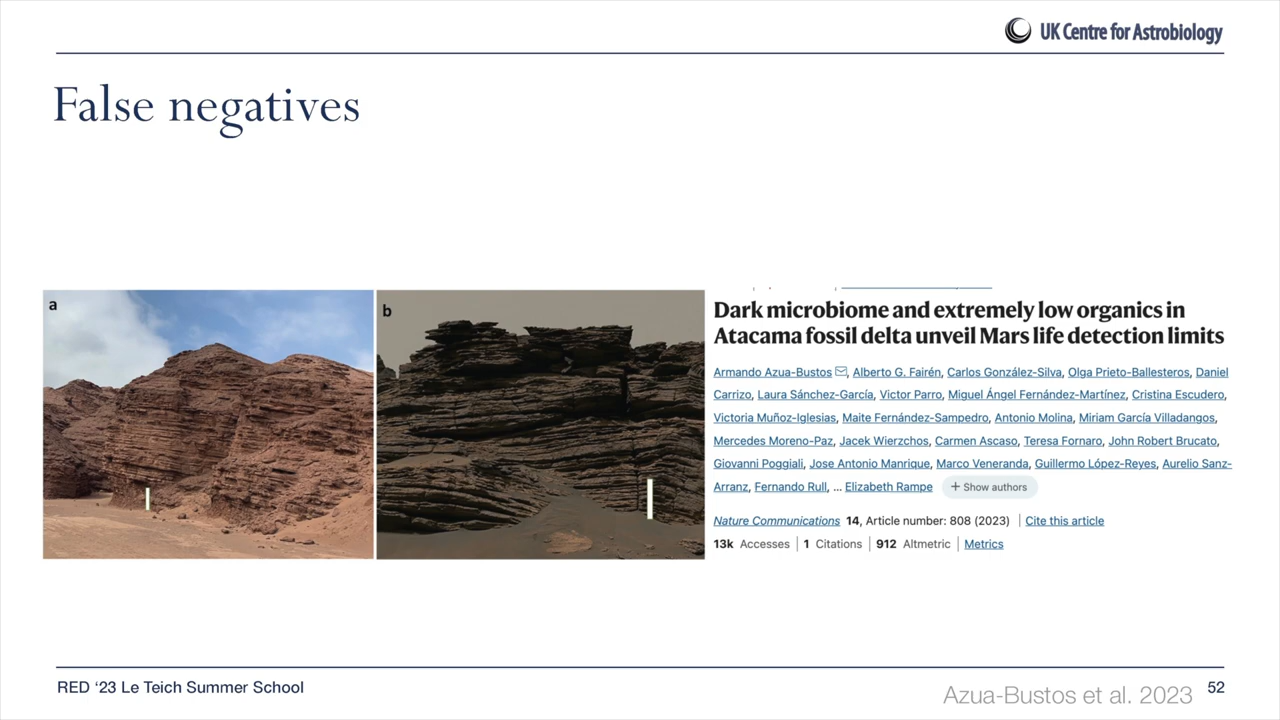 UK Centre for Astrobiology
False negatives
a
b
Dark microbiome and extremely low organics in
Atacama fossil delta unveil Mars life detection limits
Armando Azua-Bustos, Alberto G. Fairén, Carlos González-Silva, Olga Prieto-Ballesteros, Daniel
Carrizo, Laura Sánchez-García, Victor Parro, Miguel Ángel Fernández-Martínez, Cristina Escudero,
Victoria Muñoz-Iglesias, Maite Fernández-Sampedro, Antonio Molina, Miriam García Villadangos,
Mercedes Moreno-Paz, Jacek Wierzchos, Carmen Ascaso, Teresa Fornaro, John Robert Brucato,
Giovanni Poggiali, Jose Antonio Manrique, Marco Veneranda, Guillermo López-Reyes, Aurelio Sanz-
Arranz, Fernando Rull, … Elizabeth Rampe + Show authors
Nature Communications 14, Article number: 808 (2023) | Cite this article
13k Accesses | 1 Citations | 912 Altmetric | Metrics
RED ‘23 Le Teich Summer School
Azua-Bustos et al. 2023
52